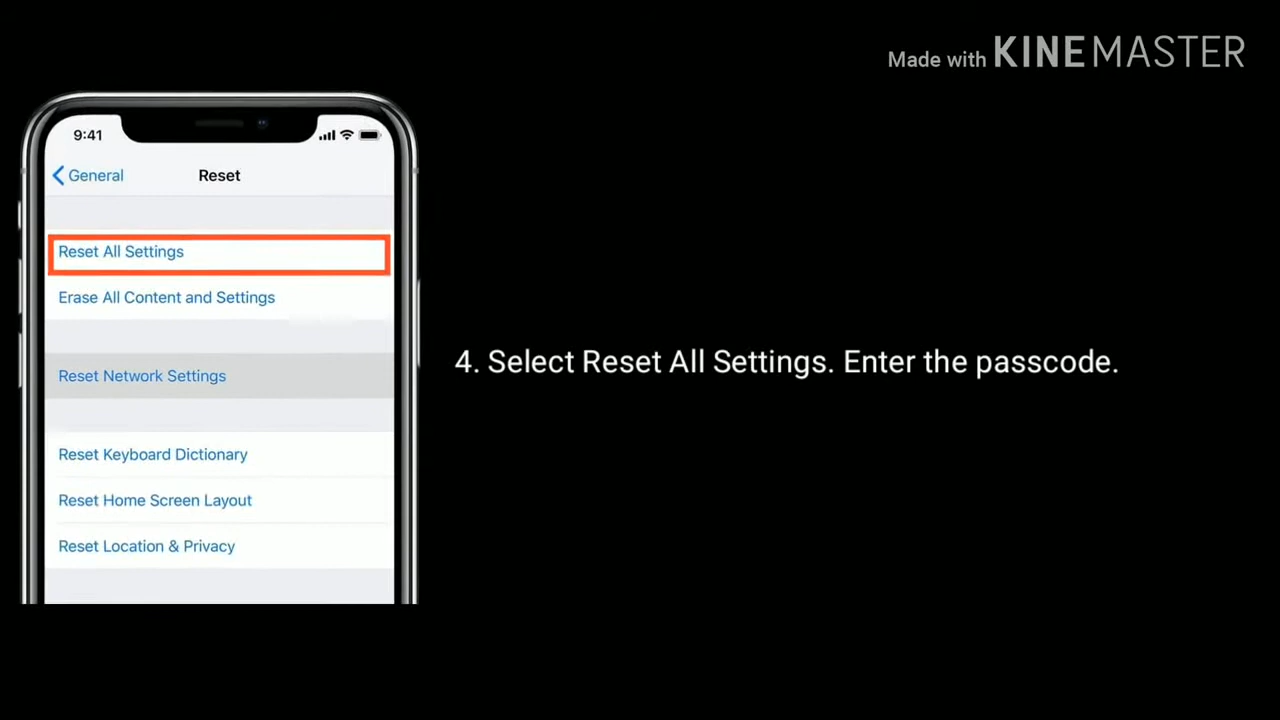 Made with KINEMASTER
9:41
General Reset
Reset All Settings
Erase All Content and Settings
Reset Network Settings
4. Select Reset All Settings. Enter the passcode.
Reset Keyboard Dictionary
Reset Home Screen Layout
Reset Location & Privacy